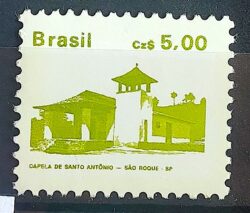 Brasil Cz$ 5,00
CAPELA DE SANTO ANTÔNIO — SÃO ROQUE - SP